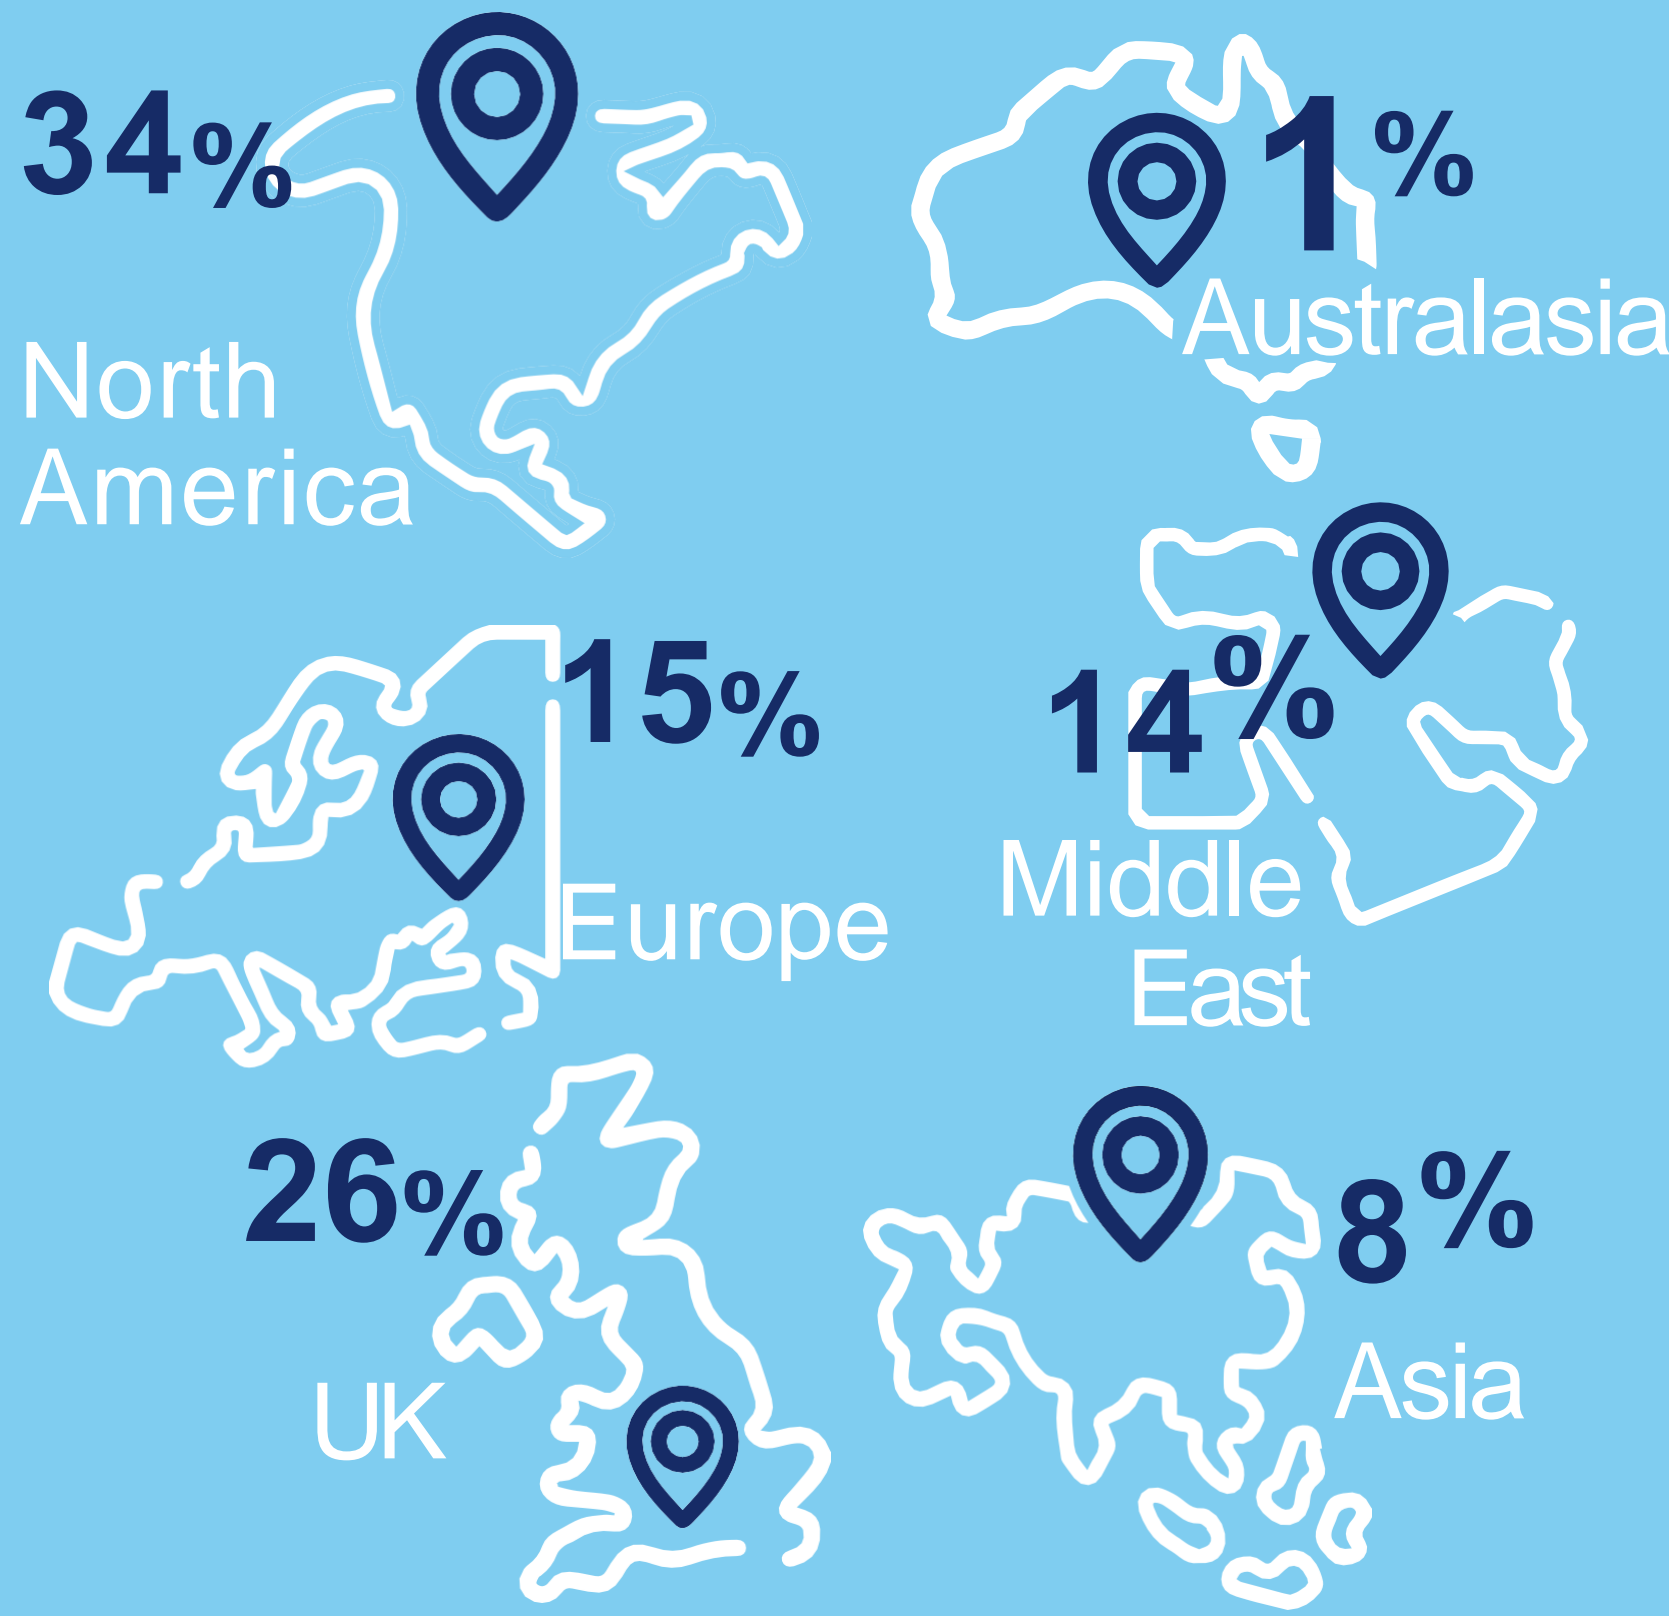 34%
North
America
1%
Australasia
15%
Europe
14%
Middle
East
26%
UK
8%
Asia